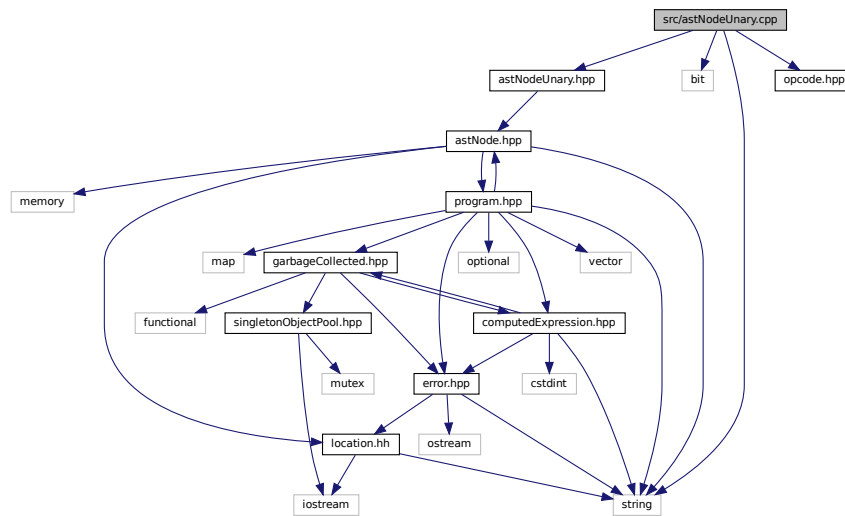 src/astNodeUnary.cpp
astNodeUnary.hpp
bit
opcode.hpp
astNode.hpp
memory
program.hpp
map
garbageCollected.hpp
optional
vector
functional
singletonObjectPool.hpp
computedExpression.hpp
mutex
error.hpp
cstdint
location.hh
ostream
iostream
string